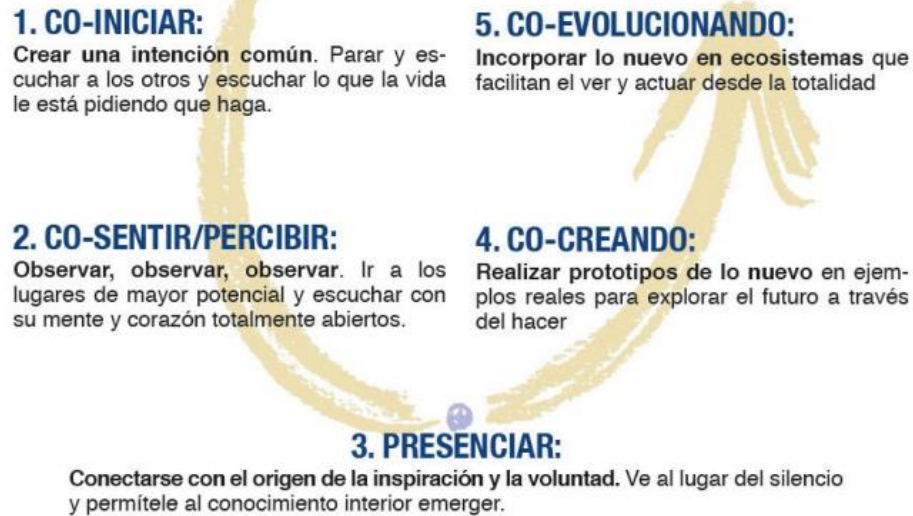 1. CO-INICIAR:
Crear una intención común. Parar y es-
cuchar a los otros y escuchar lo que la vida
le está pidiendo que haga.
2. CO-SENTIR/PERCIBIR:
Observar, observar, observar. Ir a los
lugares de mayor potencial y escuchar con
su mente y corazón totalmente abiertos.
3. PRESENCIAR:
Conectarse con el origen de la inspiración y la voluntad. Ve al lugar del silencio
y permítele al conocimiento interior emerger.
4. CO-CREANDO:
Realizar prototipos de lo nuevo en ejem-
plos reales para explorar el futuro a través
del hacer
5. CO-EVOLUCIONANDO:
Incorporar lo nuevo en ecosistemas que
facilitan el ver y actuar desde la totalidad